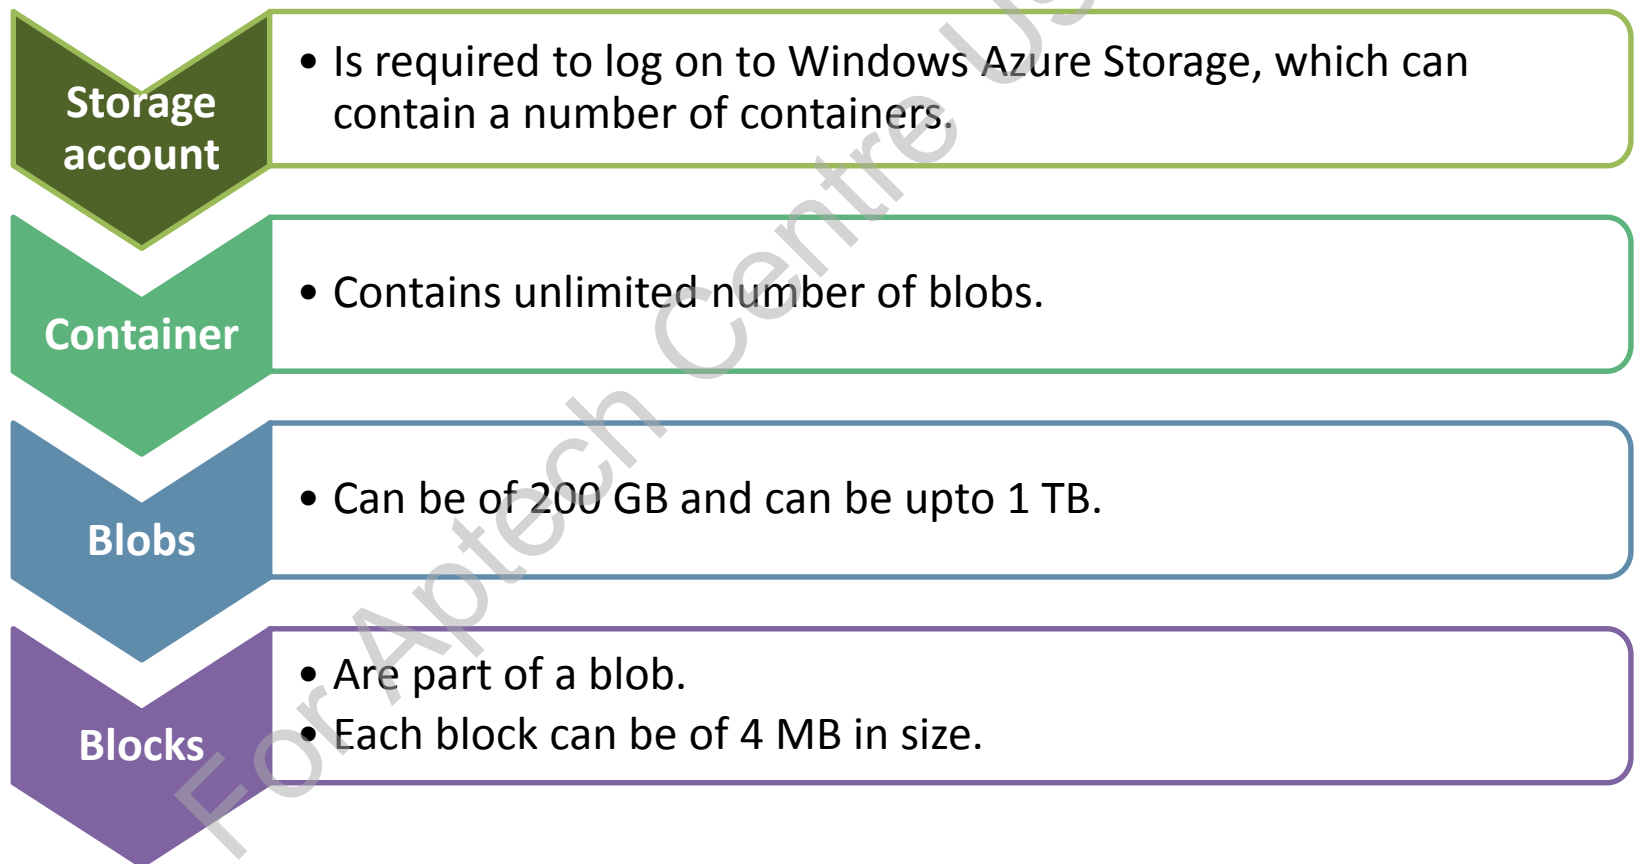 Storage
account
• Is required to log on to Windows Azure Storage, which can
contain a number of containers.
Container
• Contains unlimited number of blobs.
Blobs
• Can be of 200 GB and can be upto 1 TB.
Blocks
• Are part of a blob.
• Each block can be of 4 MB in size.
For Aptech Centre